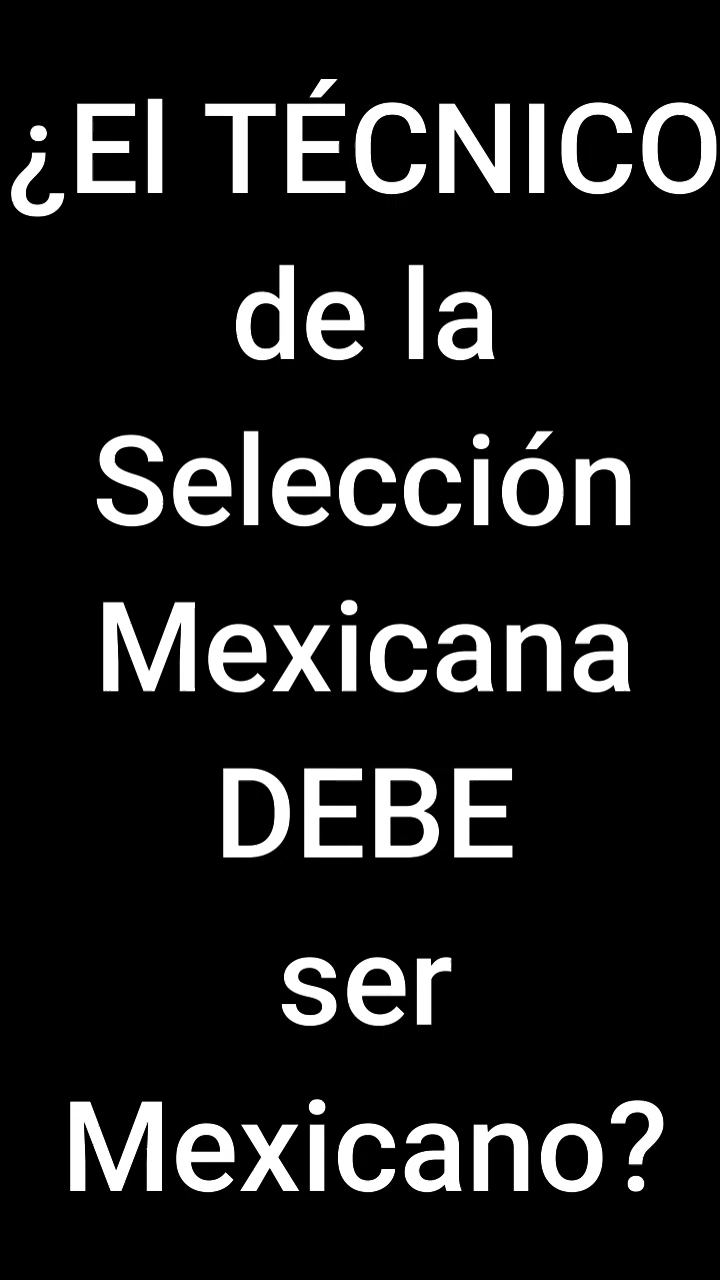 ¿El TÉCNICO
de la
Selección
Mexicana
DEBE
ser
Mexicano?